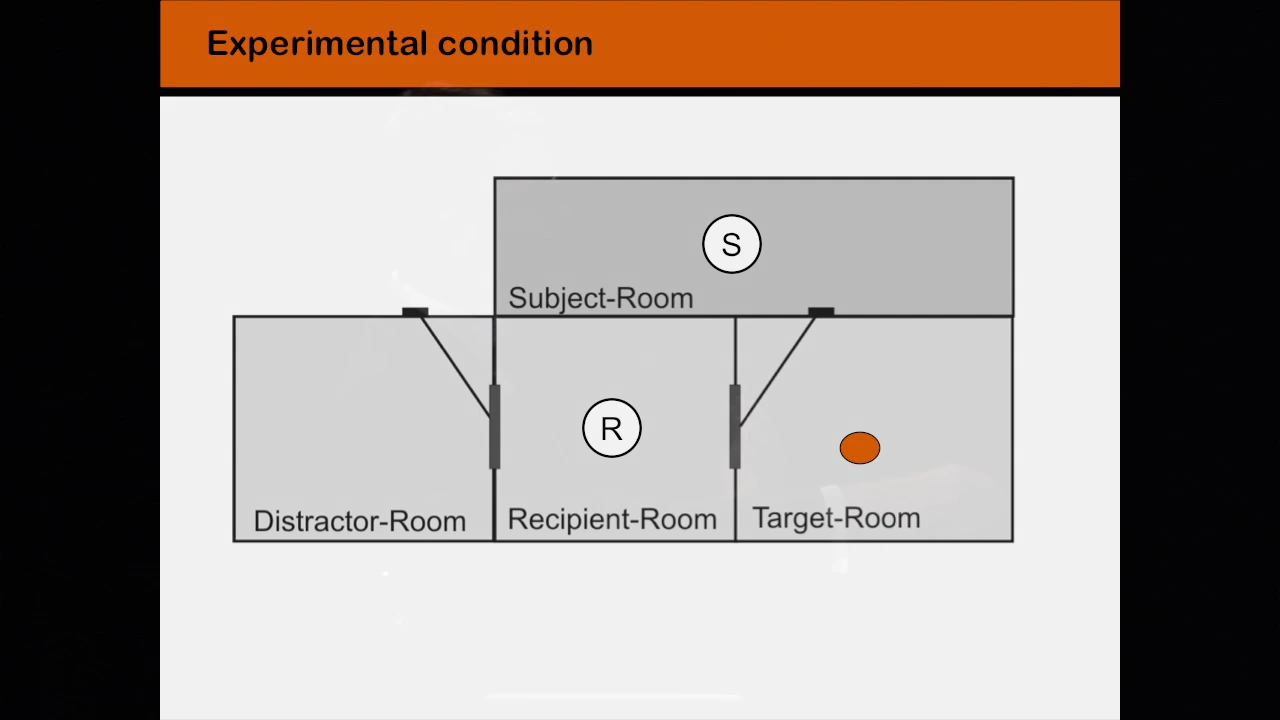 Experimental condition
S
Subject-Room
R
Distractor-Room
Recipient-Room
Target-Room